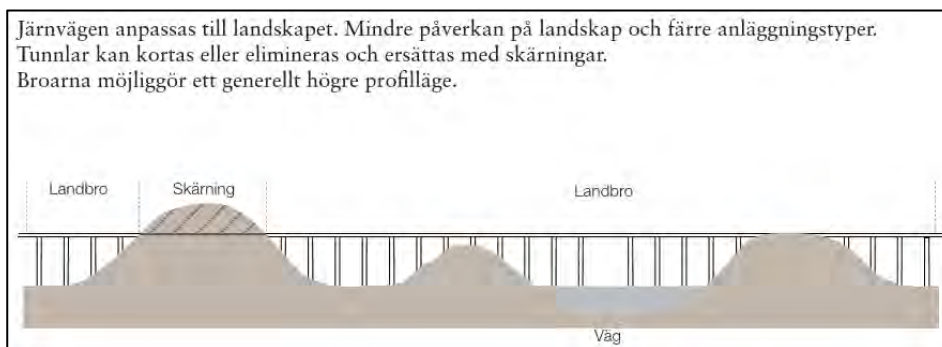 Järnvägen anpassas till landskapet. Mindre påverkan på landskap och färre anläggningstyper.
Tunnlar kan kortas eller elimineras och ersättas med skärningar.
Broarna möjliggör ett generellt högre profilläge.
Landbro Skärning Landbro
Väg